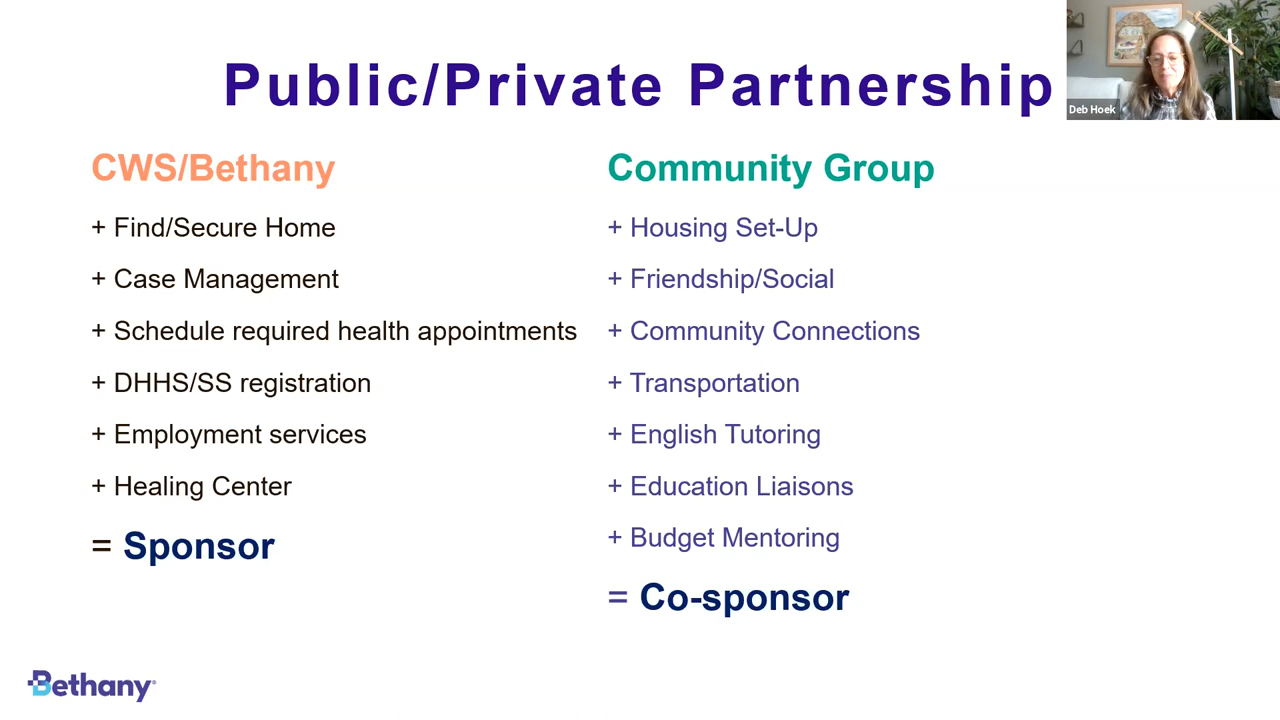 Public/Private Partnership
Deb Hoek
CWS/Bethany
+ Find/Secure Home
+ Case Management
+ Schedule required health appointments
+ DHHS/SS registration
+ Employment services
+ Healing Center
= Sponsor
Community Group
+ Housing Set-Up
+ Friendship/Social
+ Community Connections
+ Transportation
+ English Tutoring
+ Education Liaisons
+ Budget Mentoring
= Co-sponsor
Bethany®